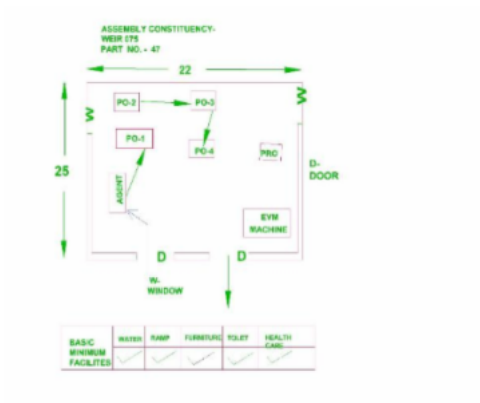 ASSEMBLY CONSTITUENCY-
WEIR 075
PART NO. - 47
22
W
PO-2
PO-3
W
PO-1
PO-4
PRO
25
AGENT
D-
DOOR
EVM
MACHINE
D
D
W-
WINDOW
BASIC
MINIMUM
FACILITES
WATER
RAMP
FURNITURE
TOILET
HEALTH
CARE